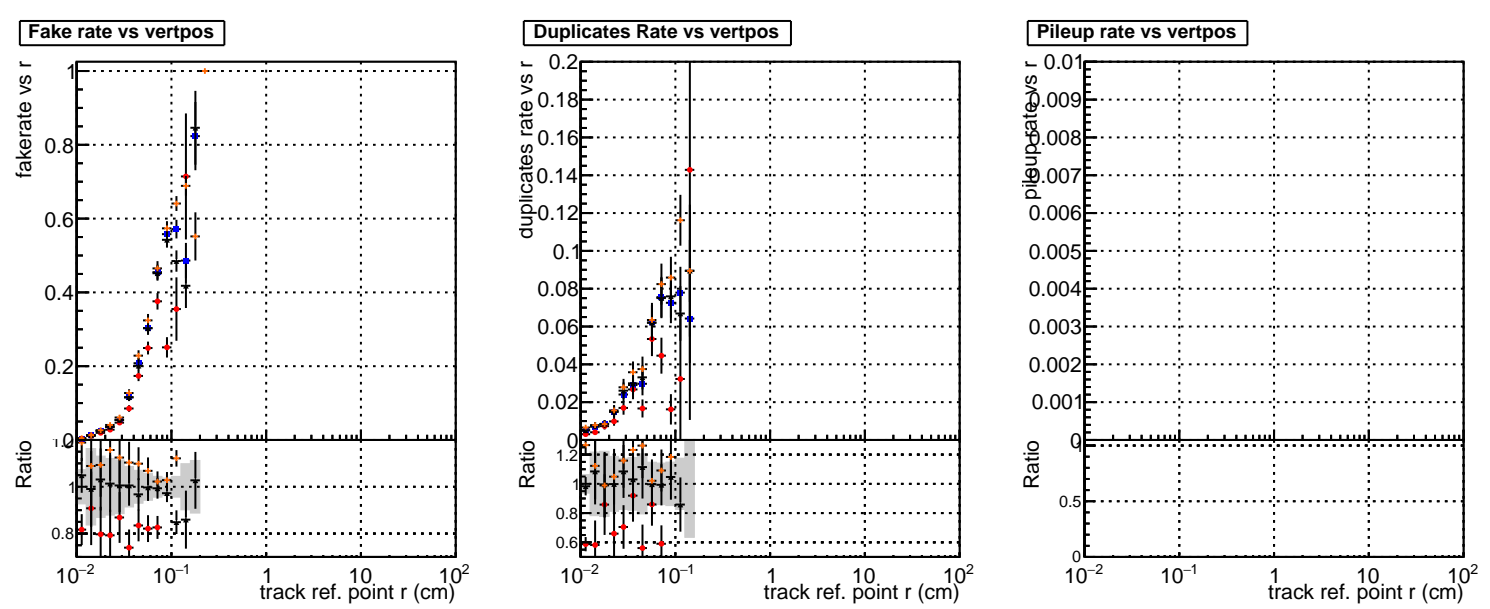 Fake rate vs vertpos
fakerate vs r
1
0.8
0.6
0.4
0.2
Ratio
1
0.8
10⁻² 10⁻¹ 1 10 10²
track ref. point r (cm)
Duplicates Rate vs vertpos
duplicates rate vs r
0.2
0.18
0.16
0.14
0.12
0.1
0.08
0.06
0.04
0.02
0
Ratio
1.2
1
0.8
0.6
10⁻² 10⁻¹ 1 10 10²
track ref. point r (cm)
Pileup rate vs vertpos
pileup rate vs r
0.01
0.009
0.008
0.007
0.006
0.005
0.004
0.003
0.002
0.001
0
Ratio
1
0.5
0
10⁻² 10⁻¹ 1 10 10²
track ref. point r (cm)